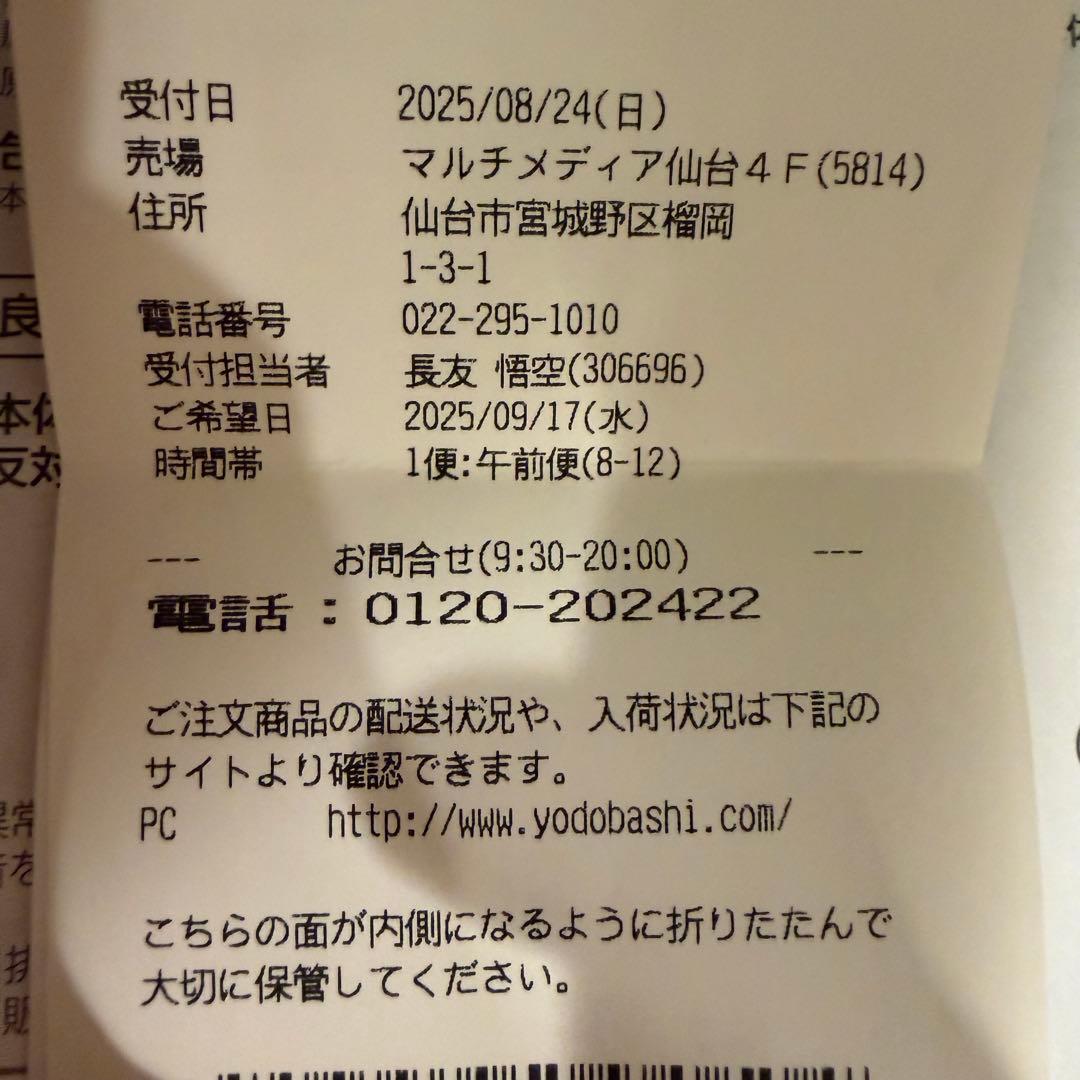 受付日 2025/08/24(日)
売場 マルチメディア仙台4F(5814)
住所 仙台市宮城野区榴岡
1-3-1
電話番号 022-295-1010
受付担当者 長友 悟空(306696)
ご希望日 2025/09/17(水)
時間帯 1便:午前便(8-12)
--- お問合せ(9:30-20:00) ---
電話 : 0120-202422
ご注文商品の配送状況や、入荷状況は下記の
サイトより確認できます。
PC http://www.yodobashi.com/
こちらの面が内側になるように折りたたんで
大切に保管してください。
良
本体
反対